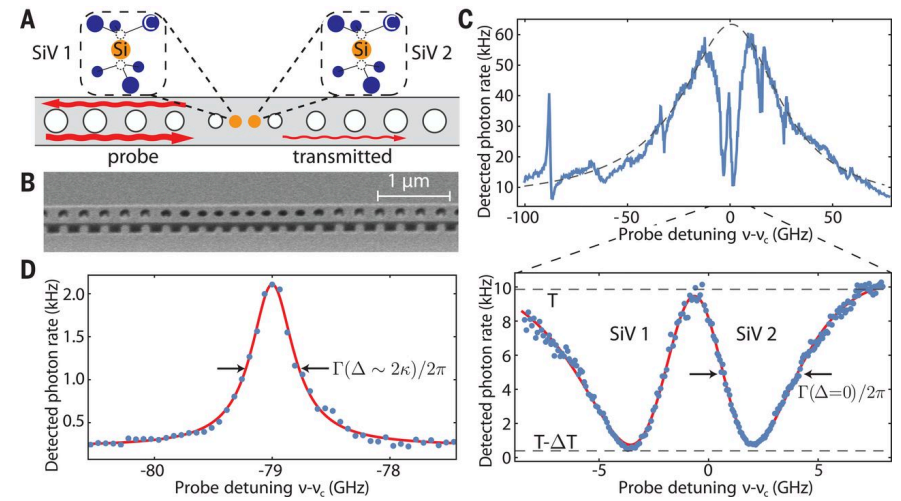 A
SiV 1
Si
Si
SiV 2
probe
transmitted
B
1 μm
C
Detected photon rate (kHz)
60
50
40
30
20
10
-100
-50
0
50
Probe detuning ν-νc (GHz)
D
Detected photon rate (kHz)
2.0
1.5
1.0
0.5
Γ(Δ ∼ 2κ)/2π
-80
-79
-78
Probe detuning ν-νc (GHz)
Detected photon rate (kHz)
10
8
6
4
2
0
T
SiV 1
SiV 2
Γ(Δ=0)/2π
T-ΔT
-5
0
5
Probe detuning ν-νc (GHz)